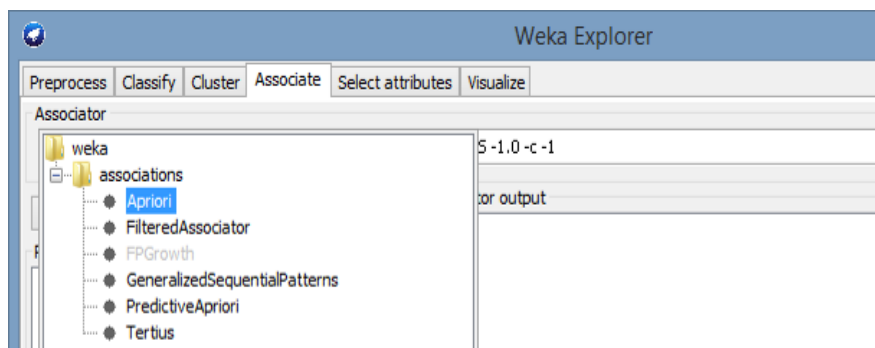 Weka Explorer
Preprocess Classify Cluster Associate Select attributes Visualize
Associator
weka
S -1.0 -c -1
associations
Apriori
tor output
FilteredAssociator
FPGrowth
GeneralizedSequentialPatterns
PredictiveApriori
Tertius